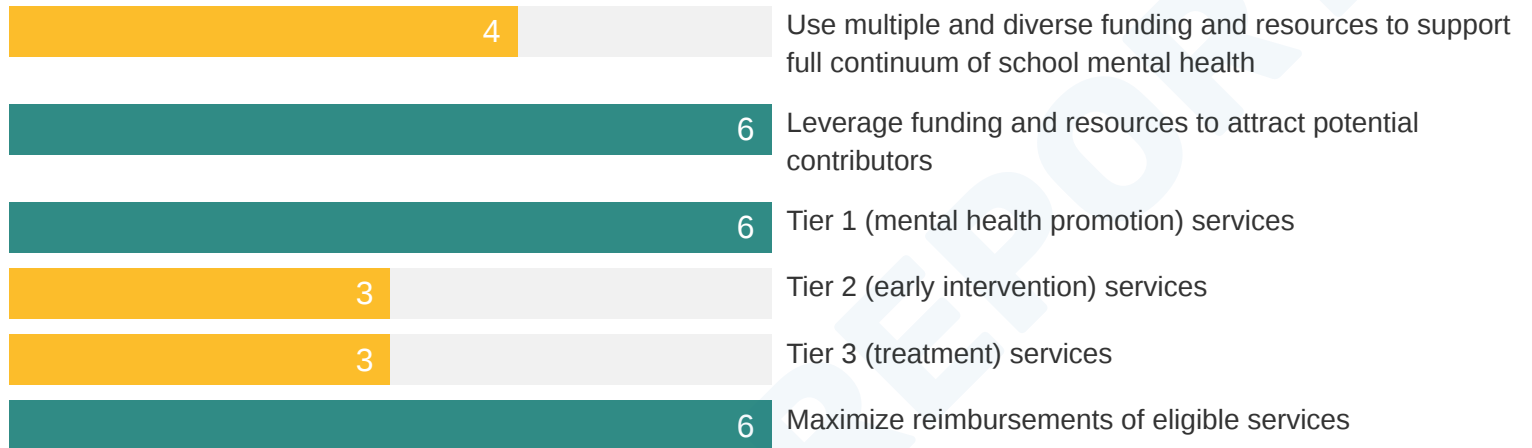 4
Use multiple and diverse funding and resources to support
full continuum of school mental health
6
Leverage funding and resources to attract potential
contributors
6
Tier 1 (mental health promotion) services
3
Tier 2 (early intervention) services
3
Tier 3 (treatment) services
6
Maximize reimbursements of eligible services
REPOR